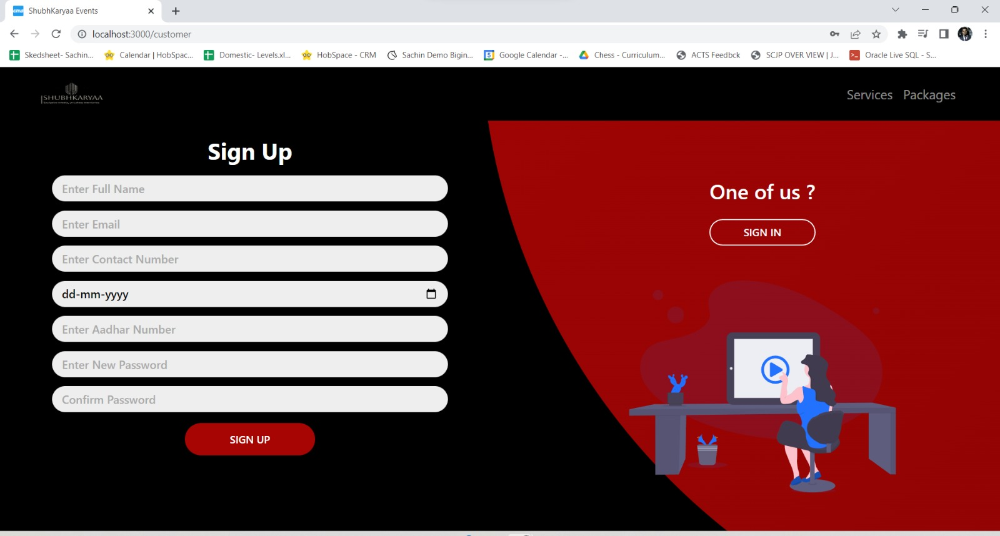 ShubhKaryaa Events
localhost:3000/customer
Skedsheet- Sachin... Calendar | HobSpac... Domestic- Levels.xl... HobSpace - CRM Sachin Demo Bigin... Google Calendar -... Chess - Curriculum... ACTS Feedbck SCJP OVER VIEW | J... Oracle Live SQL - S...
SHUBHKARYAA
Services Packages
Sign Up
Enter Full Name
Enter Email
Enter Contact Number
dd-mm-yyyy
Enter Aadhar Number
Enter New Password
Confirm Password
SIGN UP
One of us ?
SIGN IN